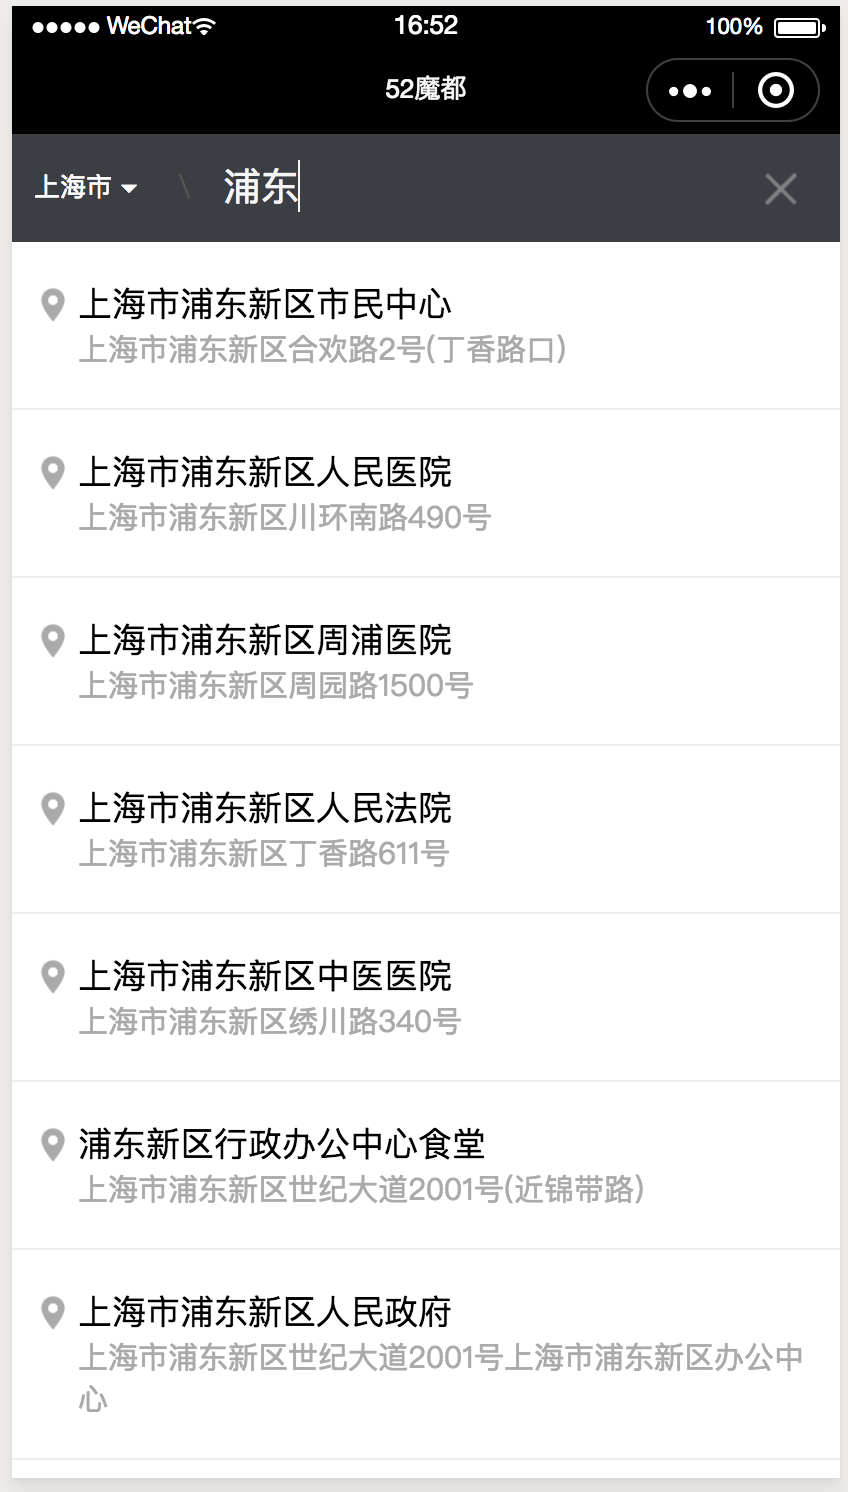 WeChat 16:52 100%
52魔都
上海市 \ 浦东
上海市浦东新区市民中心
上海市浦东新区合欢路2号(丁香路口)
上海市浦东新区人民医院
上海市浦东新区川环南路490号
上海市浦东新区周浦医院
上海市浦东新区周园路1500号
上海市浦东新区人民法院
上海市浦东新区丁香路611号
上海市浦东新区中医医院
上海市浦东新区绣川路340号
浦东新区行政办公中心食堂
上海市浦东新区世纪大道2001号(近锦带路)
上海市浦东新区人民政府
上海市浦东新区世纪大道2001号上海市浦东新区办公中
心